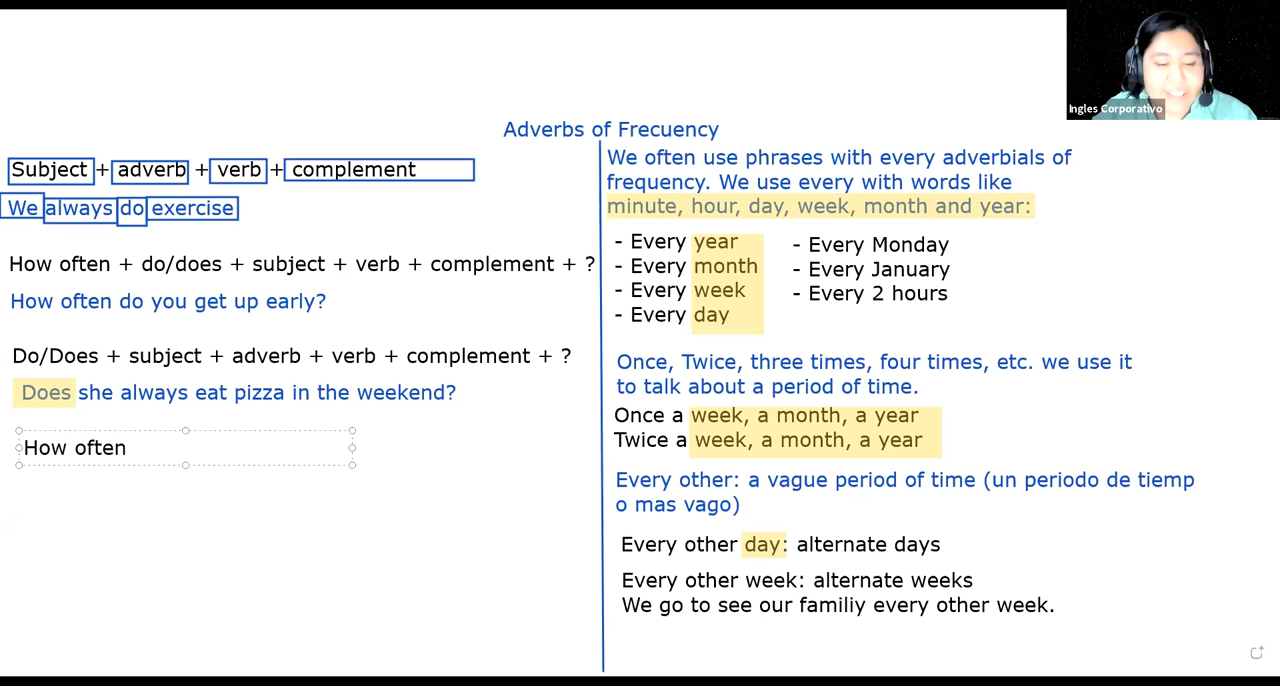 Ingles Corporativo
Adverbs of Frecuency
Subject + adverb + verb + complement
We always do exercise
How often + do/does + subject + verb + complement + ?
How often do you get up early?
Do/Does + subject + adverb + verb + complement + ?
Does she always eat pizza in the weekend?
How often
We often use phrases with every adverbials of
frequency. We use every with words like
minute, hour, day, week, month and year:
- Every year
- Every month
- Every week
- Every day
- Every Monday
- Every January
- Every 2 hours
Once, Twice, three times, four times, etc. we use it
to talk about a period of time.
Once a week, a month, a year
Twice a week, a month, a year
Every other: a vague period of time (un periodo de tiemp
o mas vago)
Every other day: alternate days
Every other week: alternate weeks
We go to see our familiy every other week.